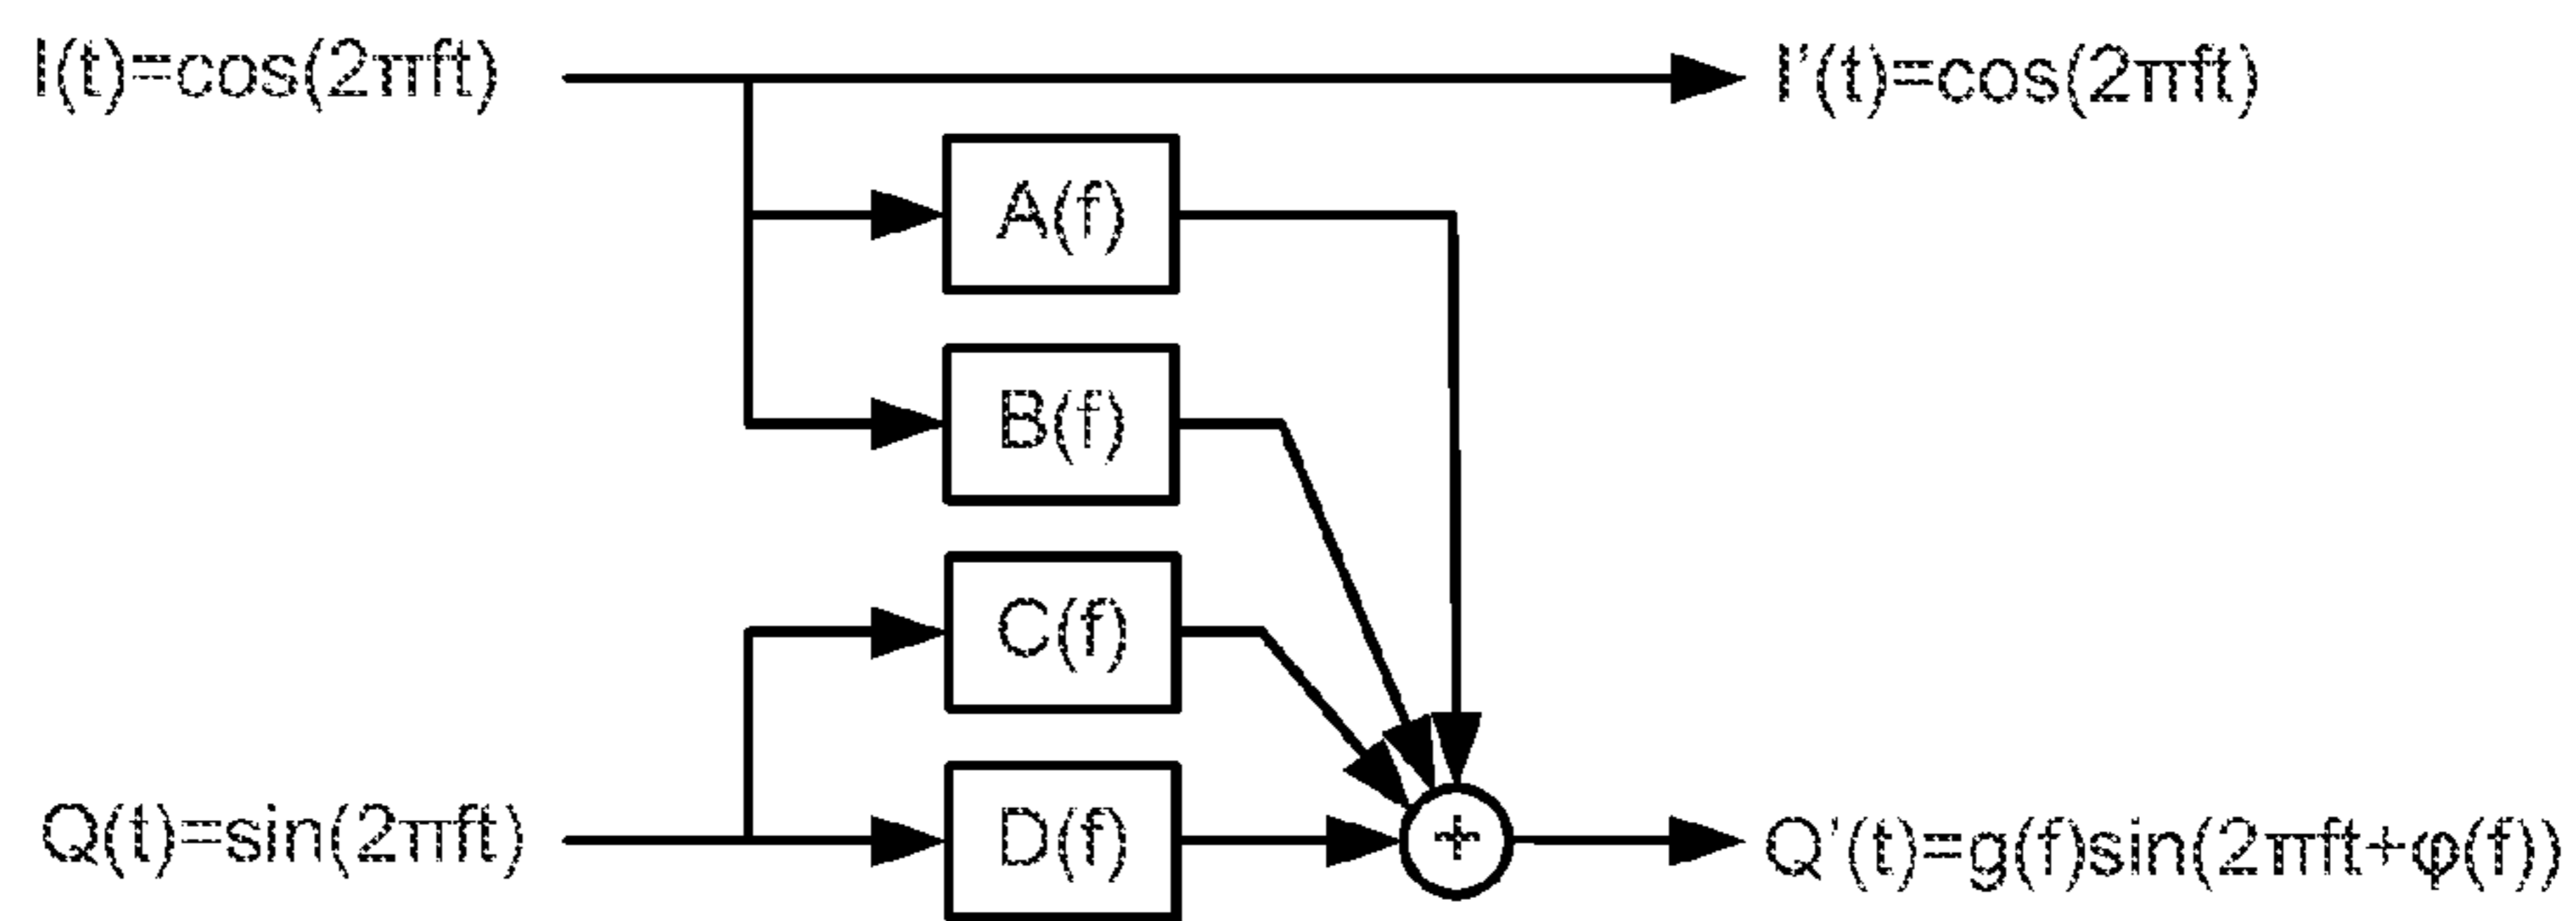 I(t)=cos(2πft)
I'(t)=cos(2πft)
A(f)
B(f)
C(f)
D(f)
+
Q(t)=sin(2πft)
Q'(t)=g(f)sin(2πft+φ(f))